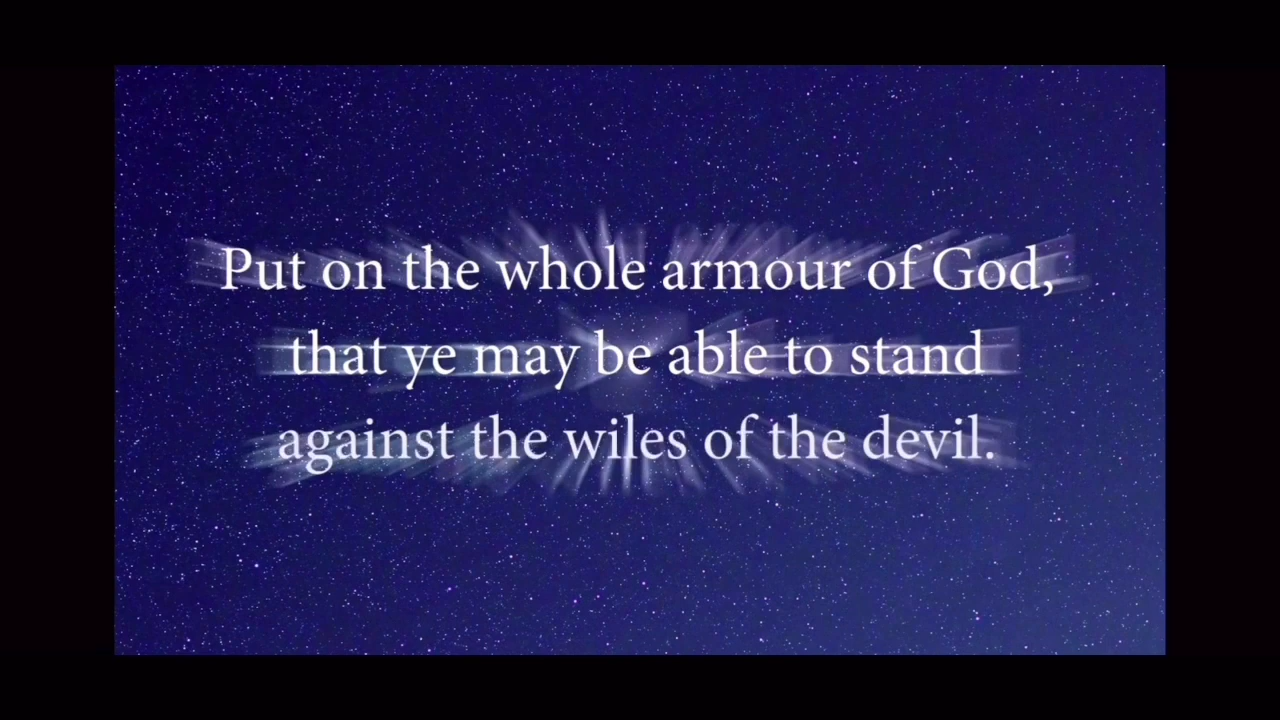 Put on the whole armour of God,
that ye may be able to stand
against the wiles of the devil.